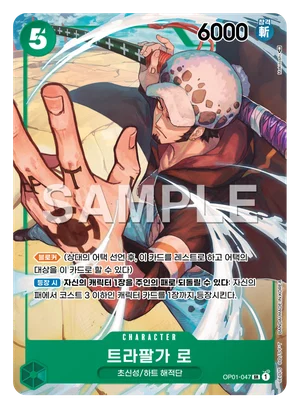 5
6000
참격
斬
SAMPLE
블로커 (상대의 어택 선언 후, 이 카드를 레스트로 하고 어택의
대상을 이 카드로 할 수 있다)
등장 시 자신의 캐릭터 1장을 주인의 패로 되돌릴 수 있다: 자신의
패에서 코스트 3 이하인 캐릭터 카드를 1장까지 등장시킨다.
CHARACTER
트라팔가 로
초신성/하트 해적단
OP01-047 SR 1